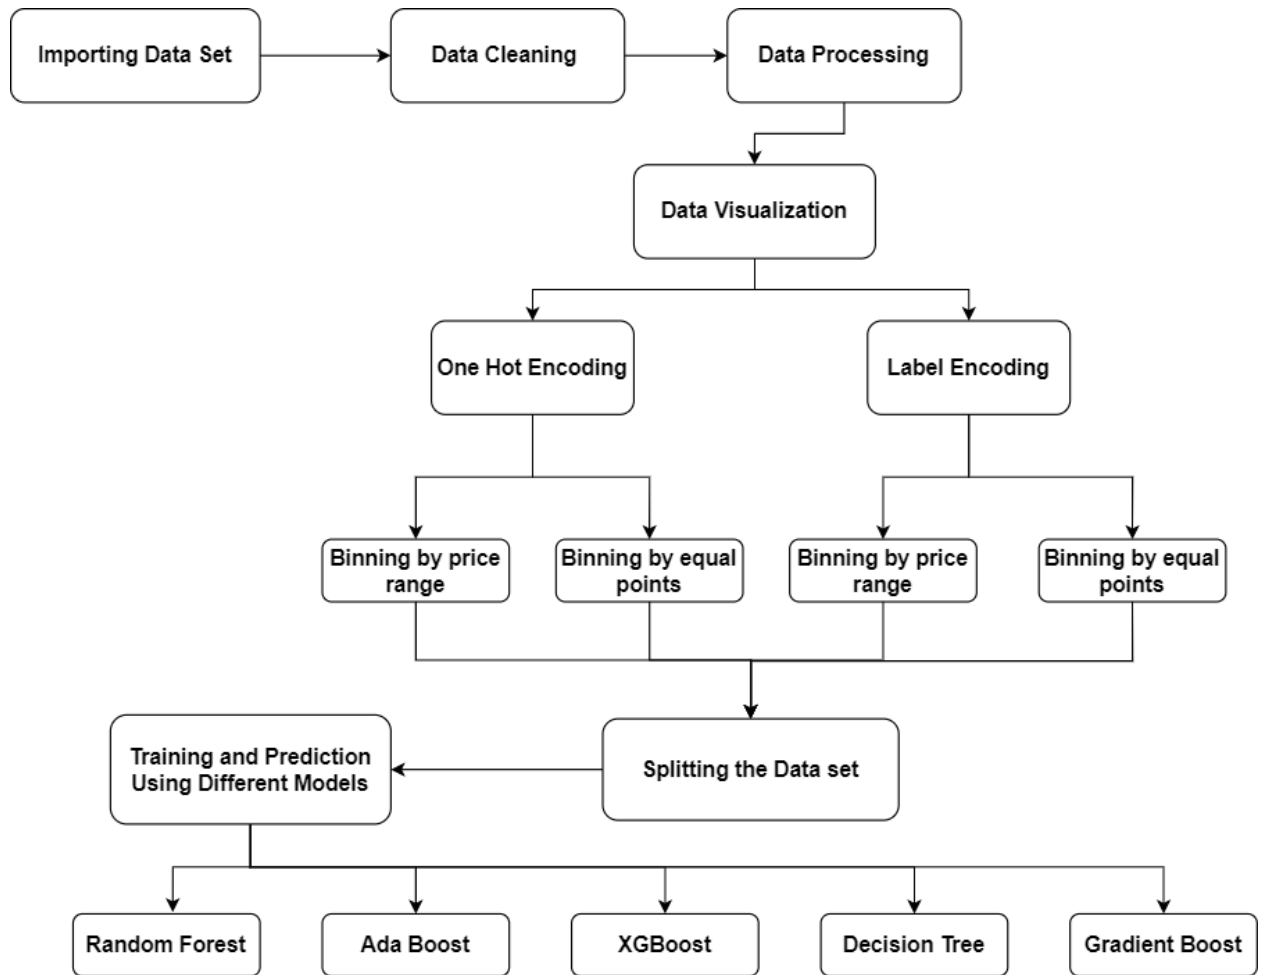 Importing Data Set
Data Cleaning
Data Processing
Data Visualization
One Hot Encoding
Label Encoding
Binning by price
range
Binning by equal
points
Binning by price
range
Binning by equal
points
Training and Prediction
Using Different Models
Splitting the Data set
Random Forest
Ada Boost
XGBoost
Decision Tree
Gradient Boost